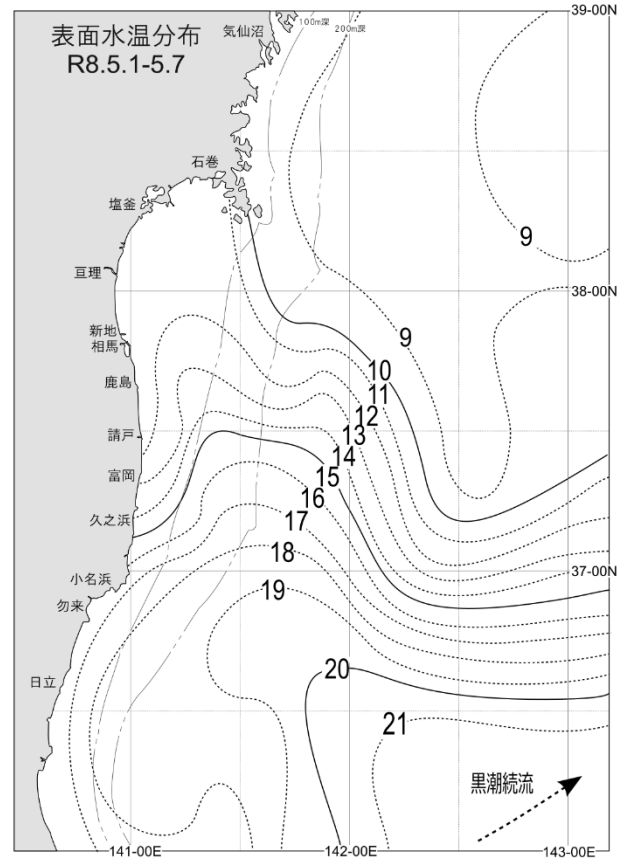 表面水温分布
R8.5.1-5.7
気仙沼
100m深
200m深
39-00N
石巻
塩釜
9
亘理
38-00N
新地
相馬
9
鹿島
10
11
12
請戸
13
14
富岡
15
16
久之浜
17
18
小名浜
37-00N
勿来
19
日立
20
21
黒潮続流
141-00E
142-00E
143-00E